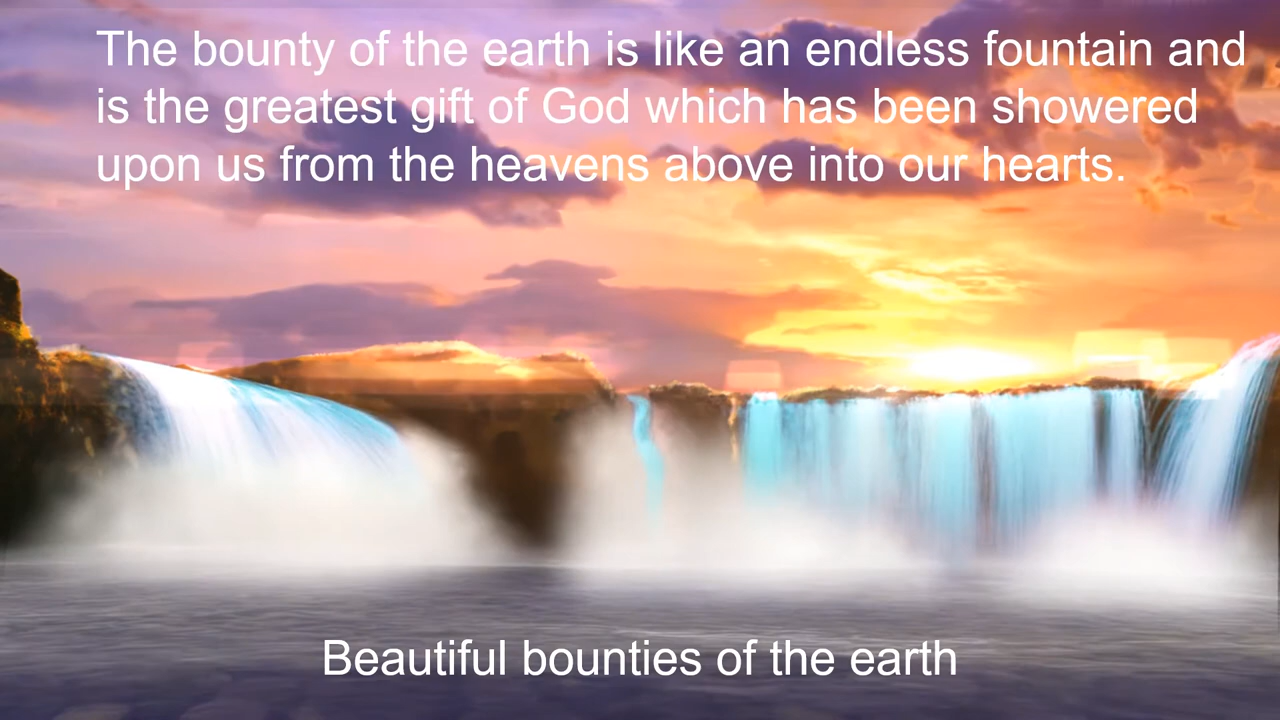 The bounty of the earth is like an endless fountain and
is the greatest gift of God which has been showered
upon us from the heavens above into our hearts.
Beautiful bounties of the earth